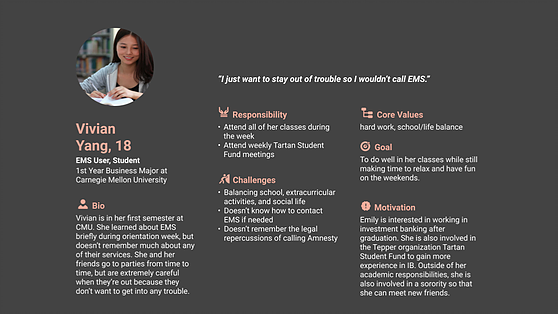 "I just want to stay out of trouble so I wouldn't call EMS."
Vivian
Yang, 18
EMS User, Student
1st Year Business Major at
Carnegie Mellon University
Bio
Vivian is in her first semester at
CMU. She learned about EMS
briefly during orientation week, but
doesn't remember much about any
of their services. She and her
friends go to parties from time to
time, but are extremely careful
when they're out because they
don't want to get into any trouble.
Responsibility
• Attend all of her classes during
the week
• Attend weekly Tartan Student
Fund meetings
Challenges
• Balancing school, extracurricular
activities, and social life
• Doesn't know how to contact
EMS if needed
• Doesn't remember the legal
repercussions of calling Amnesty
Core Values
hard work, school/life balance
Goal
To do well in her classes while still
making time to relax and have fun
on the weekends.
Motivation
Emily is interested in working in
investment banking after
graduation. She is also involved in
the Tepper organization Tartan
Student Fund to gain more
experience in IB. Outside of her
academic responsibilities, she is
also involved in a sorority so that
she can meet new friends.